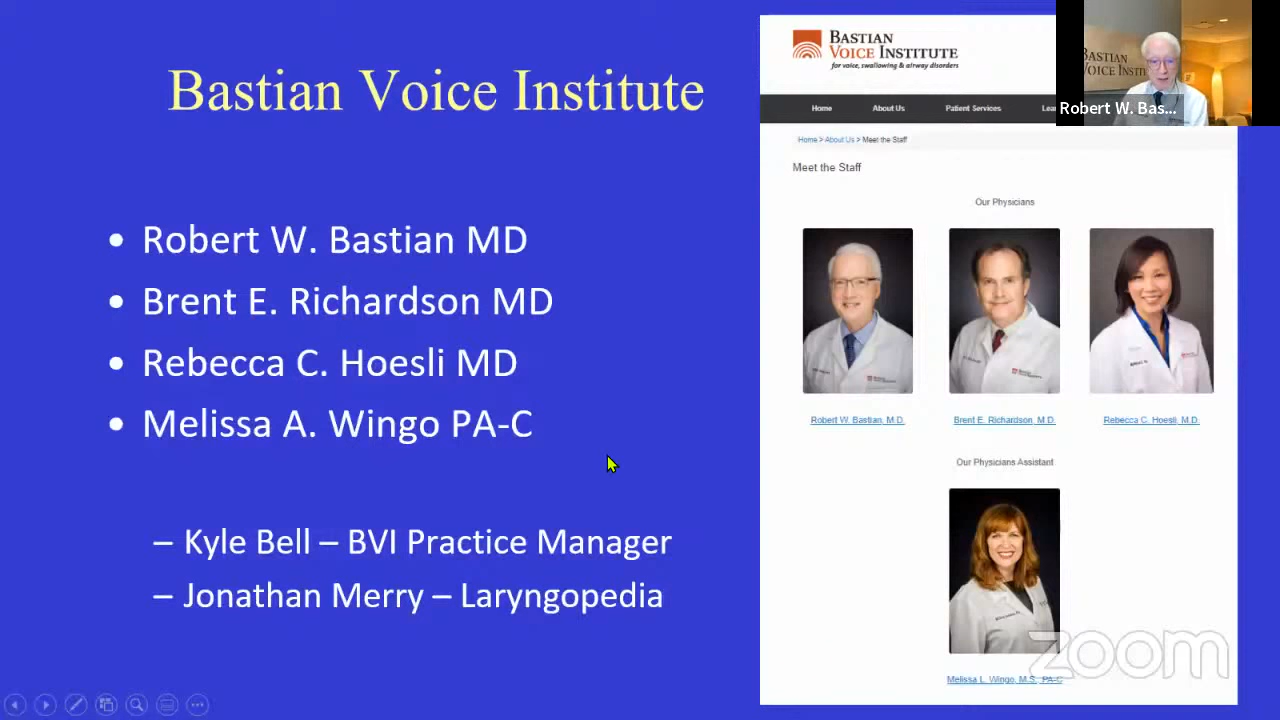 Bastian Voice Institute
• Robert W. Bastian MD
• Brent E. Richardson MD
• Rebecca C. Hoesli MD
• Melissa A. Wingo PA-C
– Kyle Bell – BVI Practice Manager
– Jonathan Merry – Laryngopedia
BASTIAN
VOICE INSTITUTE
for voice, swallowing & airway disorders
Home About Us Patient Services
Home > About Us > Meet the Staff
Meet the Staff
Our Physicians
Robert W. Bastian, M.D. Brent E. Richardson, M.D. Rebecca C. Hoesli, M.D.
Our Physicians Assistant
Melissa L. Wingo, M.S., PA-C
BASTIAN
VOICE INSTIT
Robert W. Bas...
zoom